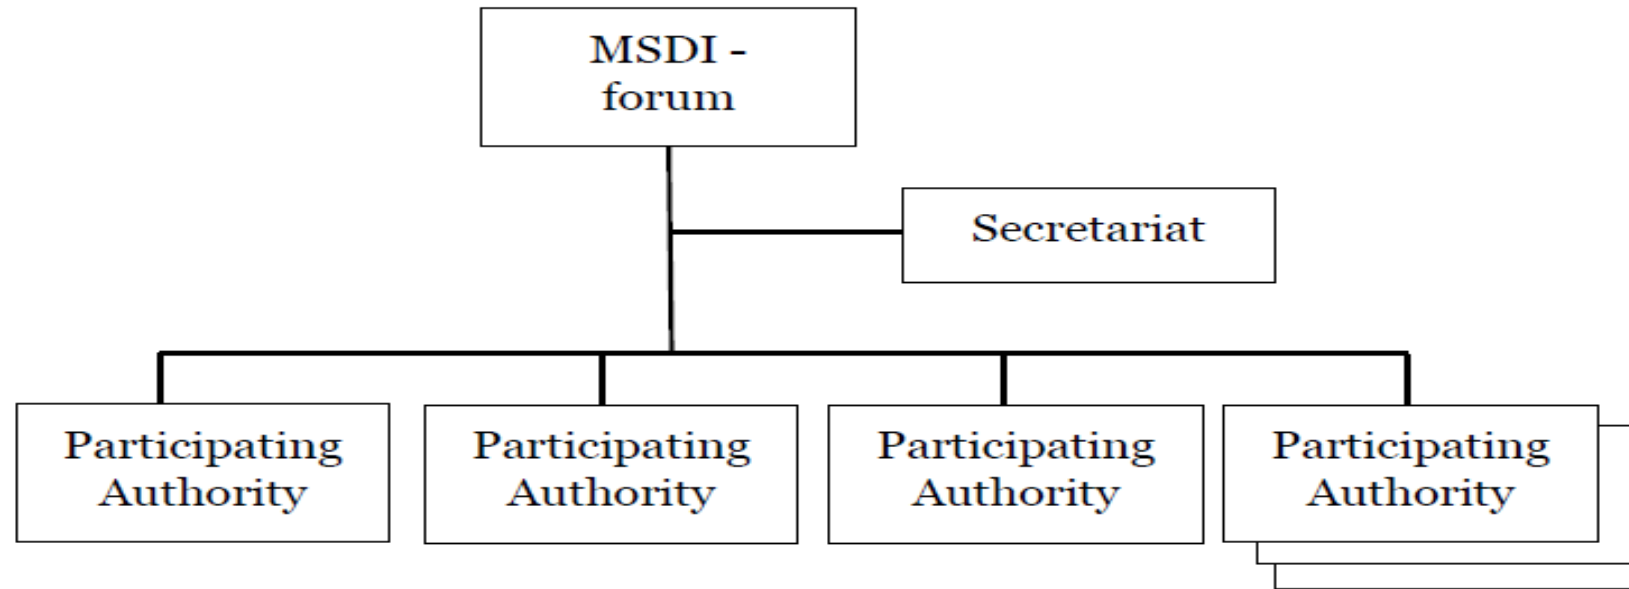 MSDI -
forum
Secretariat
Participating
Authority
Participating
Authority
Participating
Authority
Participating
Authority